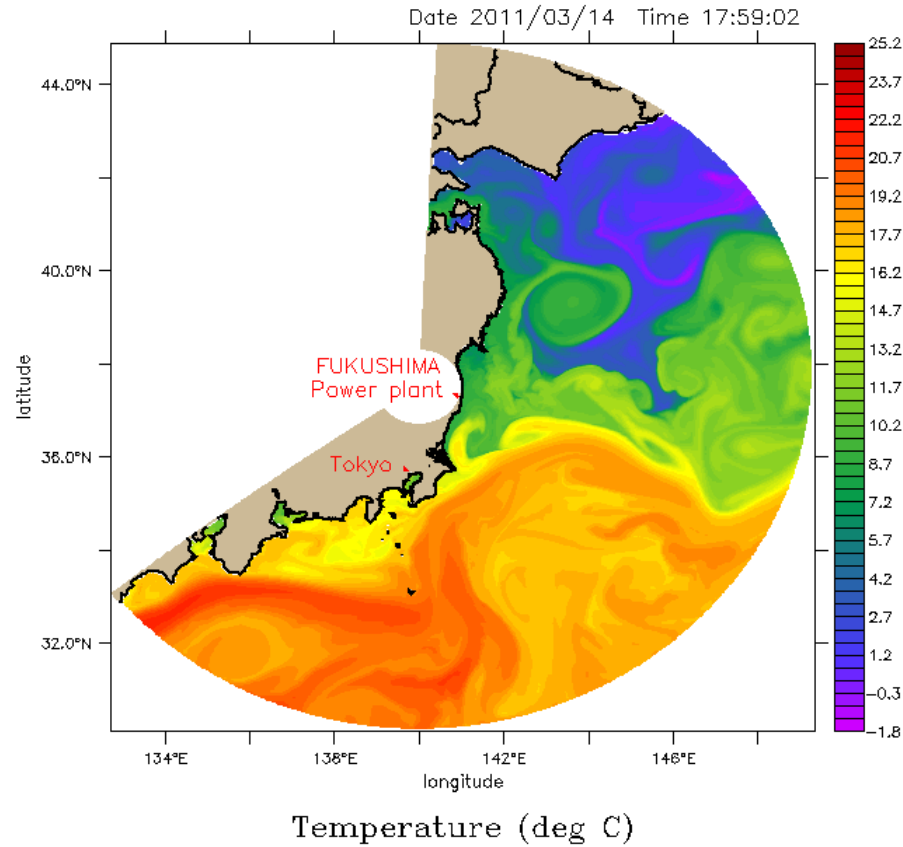 Date 2011/03/14 Time 17:59:02
44.0°N
40.0°N
36.0°N
32.0°N
latitude
FUKUSHIMA
Power plant
Tokyo
134°E
138°E
142°E
146°E
longitude
25.2
23.7
22.2
20.7
19.2
17.7
16.2
14.7
13.2
11.7
10.2
8.7
7.2
5.7
4.2
2.7
1.2
−0.3
−1.8
Temperature (deg C)